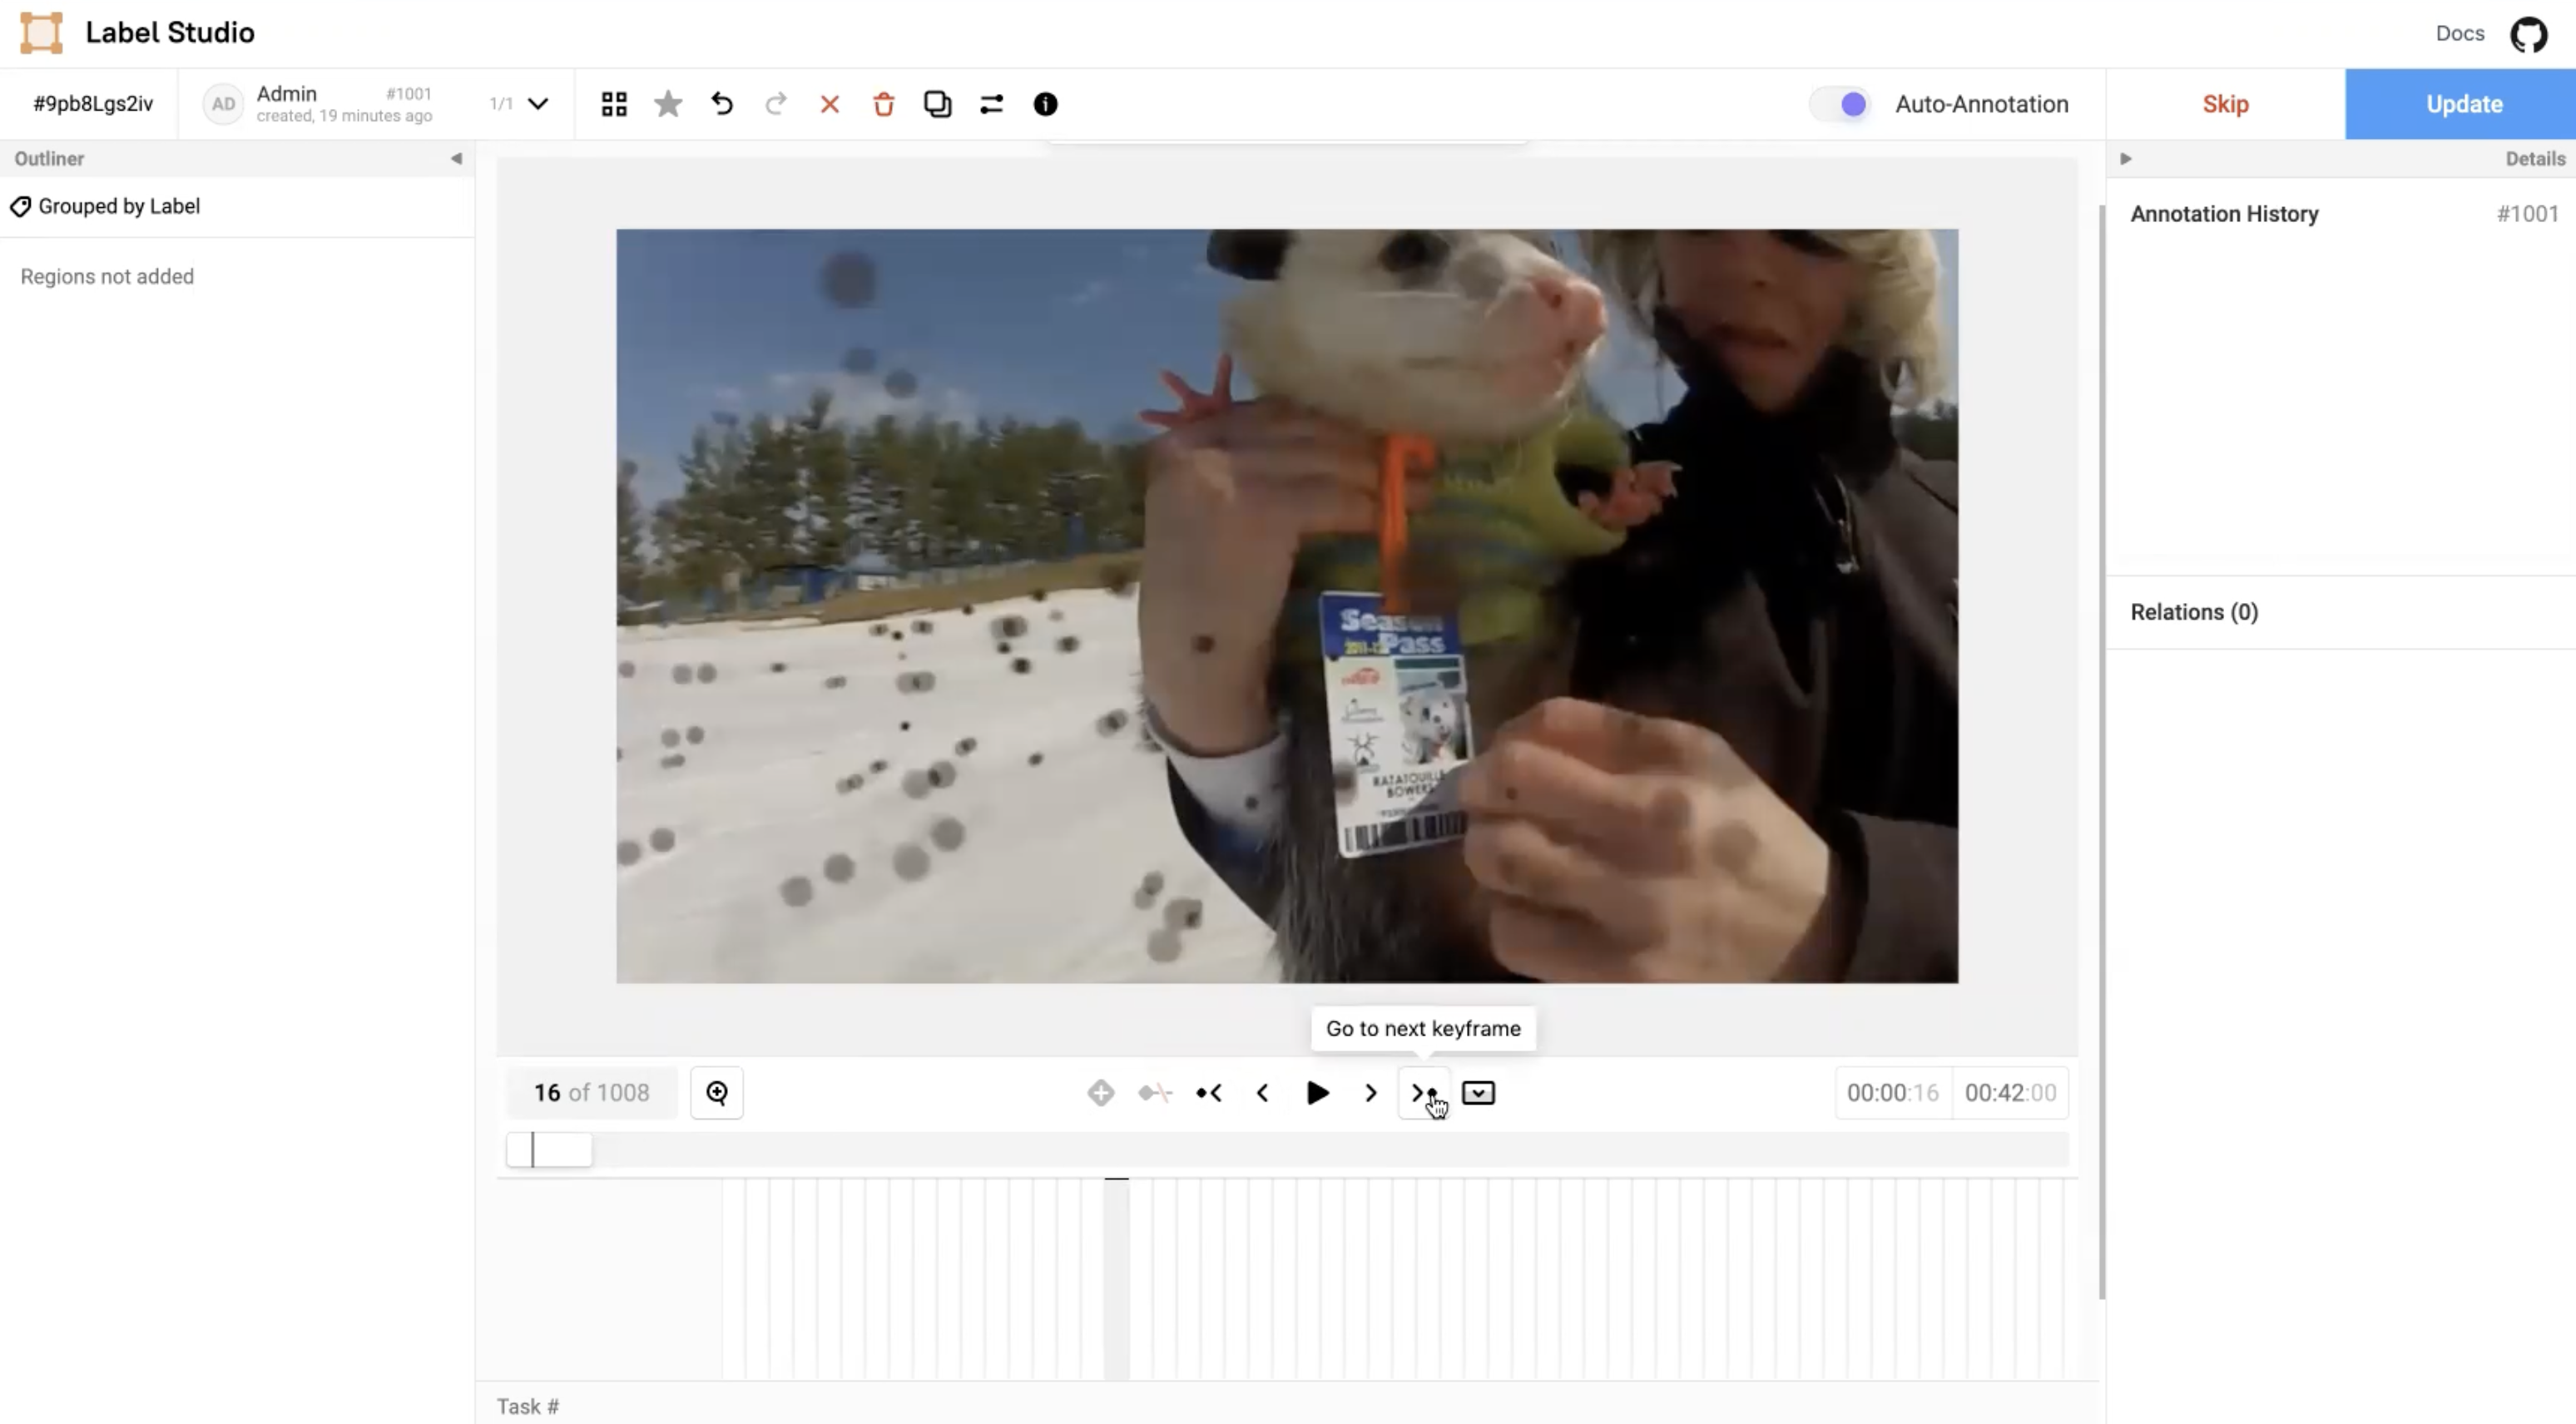 Label Studio
Docs
#9pb8Lgs2iv
AD
Admin
#1001
created, 19 minutes ago
1/1
Auto-Annotation
Skip
Update
Outliner
Details
Grouped by Label
Regions not added
Annotation History
#1001
Relations (0)
Season
Pass
2011-12
RATATOUILLE
BOWERS
Go to next keyframe
16 of 1008
00:00:16
00:42:00
Task #